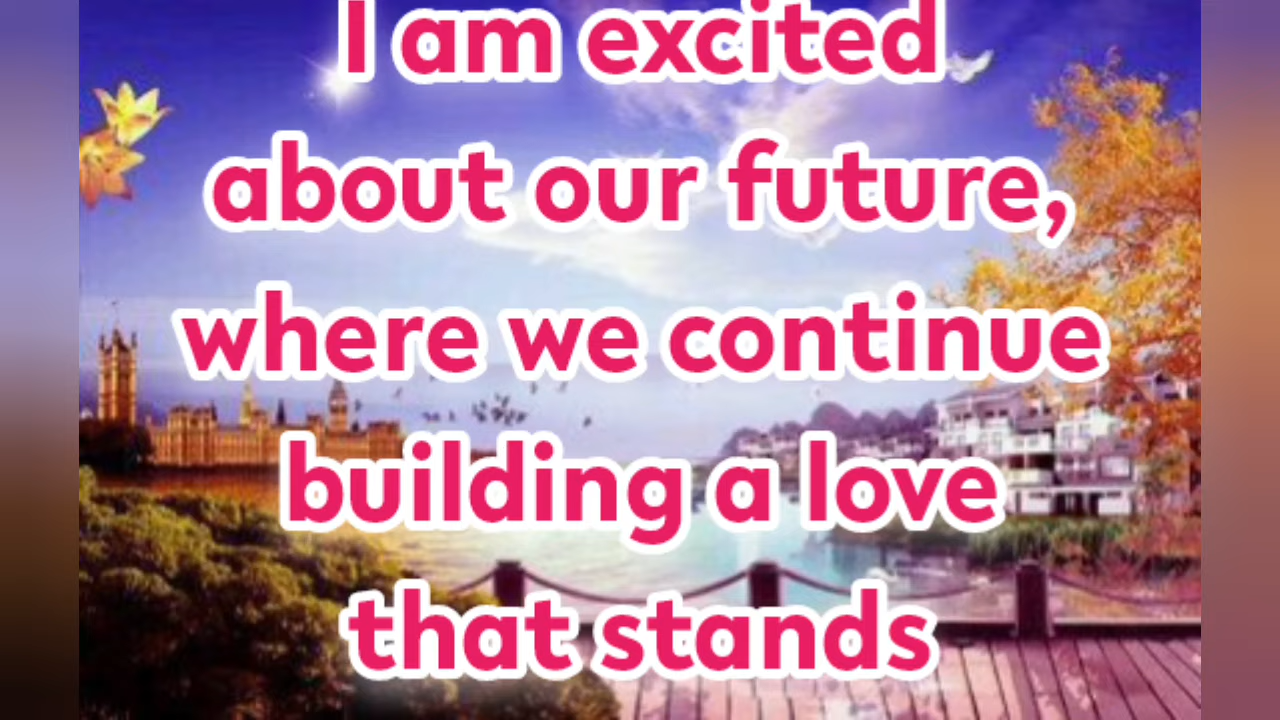 I am excited
about our future,
where we continue
building a love
that stands